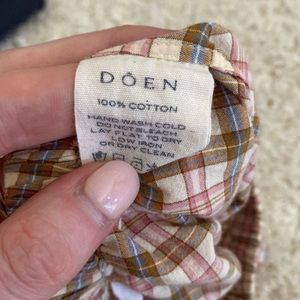 DÔEN
100% COTTON
HAND WASH COLD
DO NOT BLEACH
LAY FLAT TO DRY
LOW IRON
OR DRY CLEAN